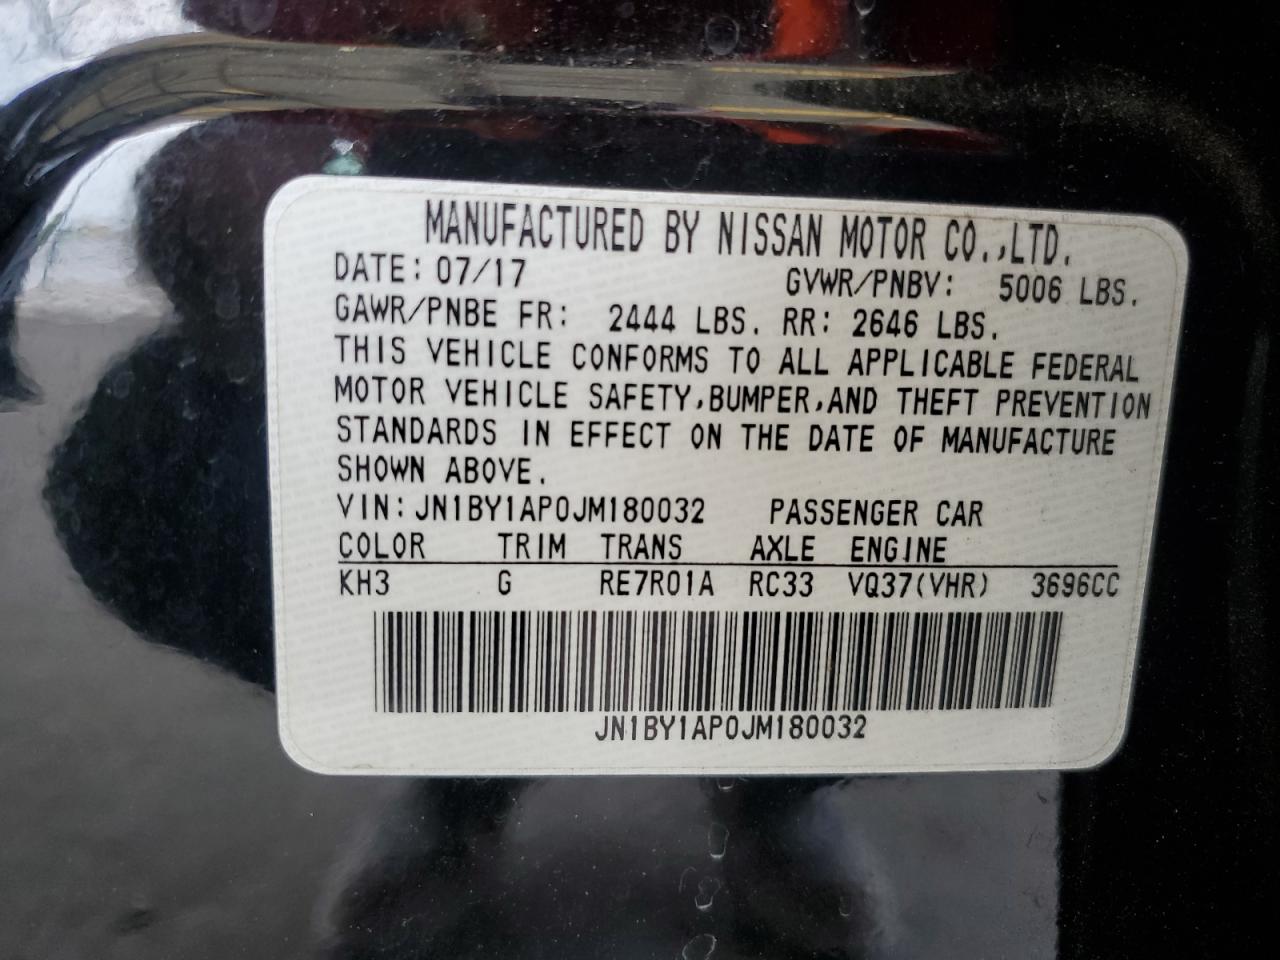 MANUFACTURED BY NISSAN MOTOR CO.,LTD.
DATE: 07/17 GVWR/PNBV: 5006 LBS.
GAWR/PNBE FR: 2444 LBS. RR: 2646 LBS.
THIS VEHICLE CONFORMS TO ALL APPLICABLE FEDERAL
MOTOR VEHICLE SAFETY,BUMPER,AND THEFT PREVENTION
STANDARDS IN EFFECT ON THE DATE OF MANUFACTURE
SHOWN ABOVE.
VIN: JN1BY1AP0JM180032 PASSENGER CAR
COLOR TRIM TRANS AXLE ENGINE
KH3 G RE7R01A RC33 VQ37(VHR) 3696CC
JN1BY1AP0JM180032